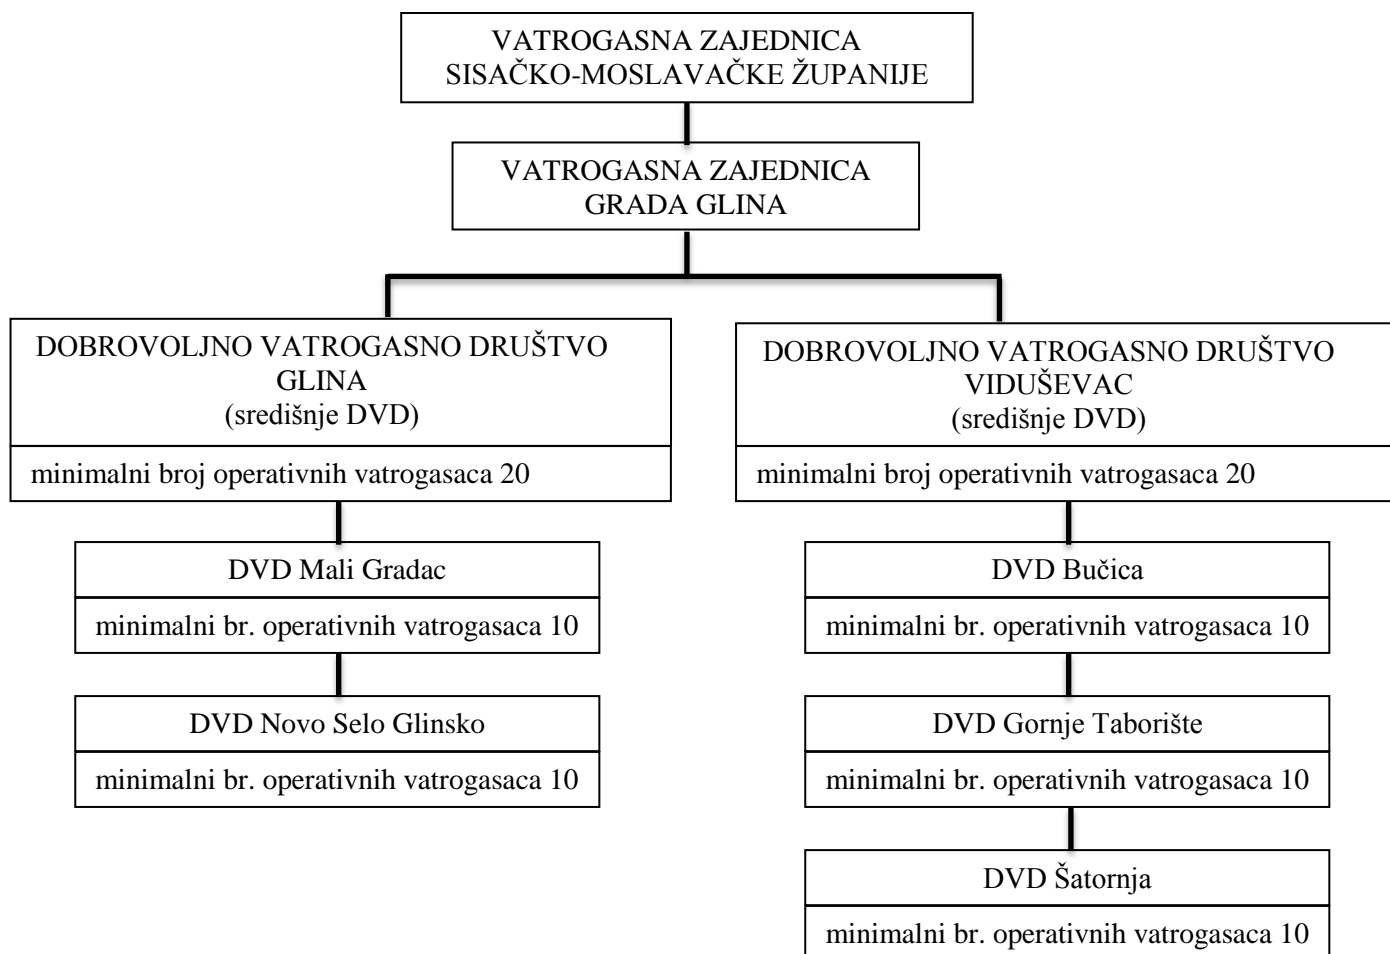 VATROGASNA ZAJEDNICA
SISAČKO-MOSLAVAČKE ŽUPANIJE
VATROGASNA ZAJEDNICA
GRADA GLINA
DOBROVOLJNO VATROGASNO DRUŠTVO
GLINA
(središnje DVD)
minimalni broj operativnih vatrogasaca 20
DVD Mali Gradac
minimalni br. operativnih vatrogasaca 10
DVD Novo Selo Glinsko
minimalni br. operativnih vatrogasaca 10
DOBROVOLJNO VATROGASNO DRUŠTVO
VIDUŠEVAC
(središnje DVD)
minimalni broj operativnih vatrogasaca 20
DVD Bučica
minimalni br. operativnih vatrogasaca 10
DVD Gornje Taborište
minimalni br. operativnih vatrogasaca 10
DVD Šatornja
minimalni br. operativnih vatrogasaca 10